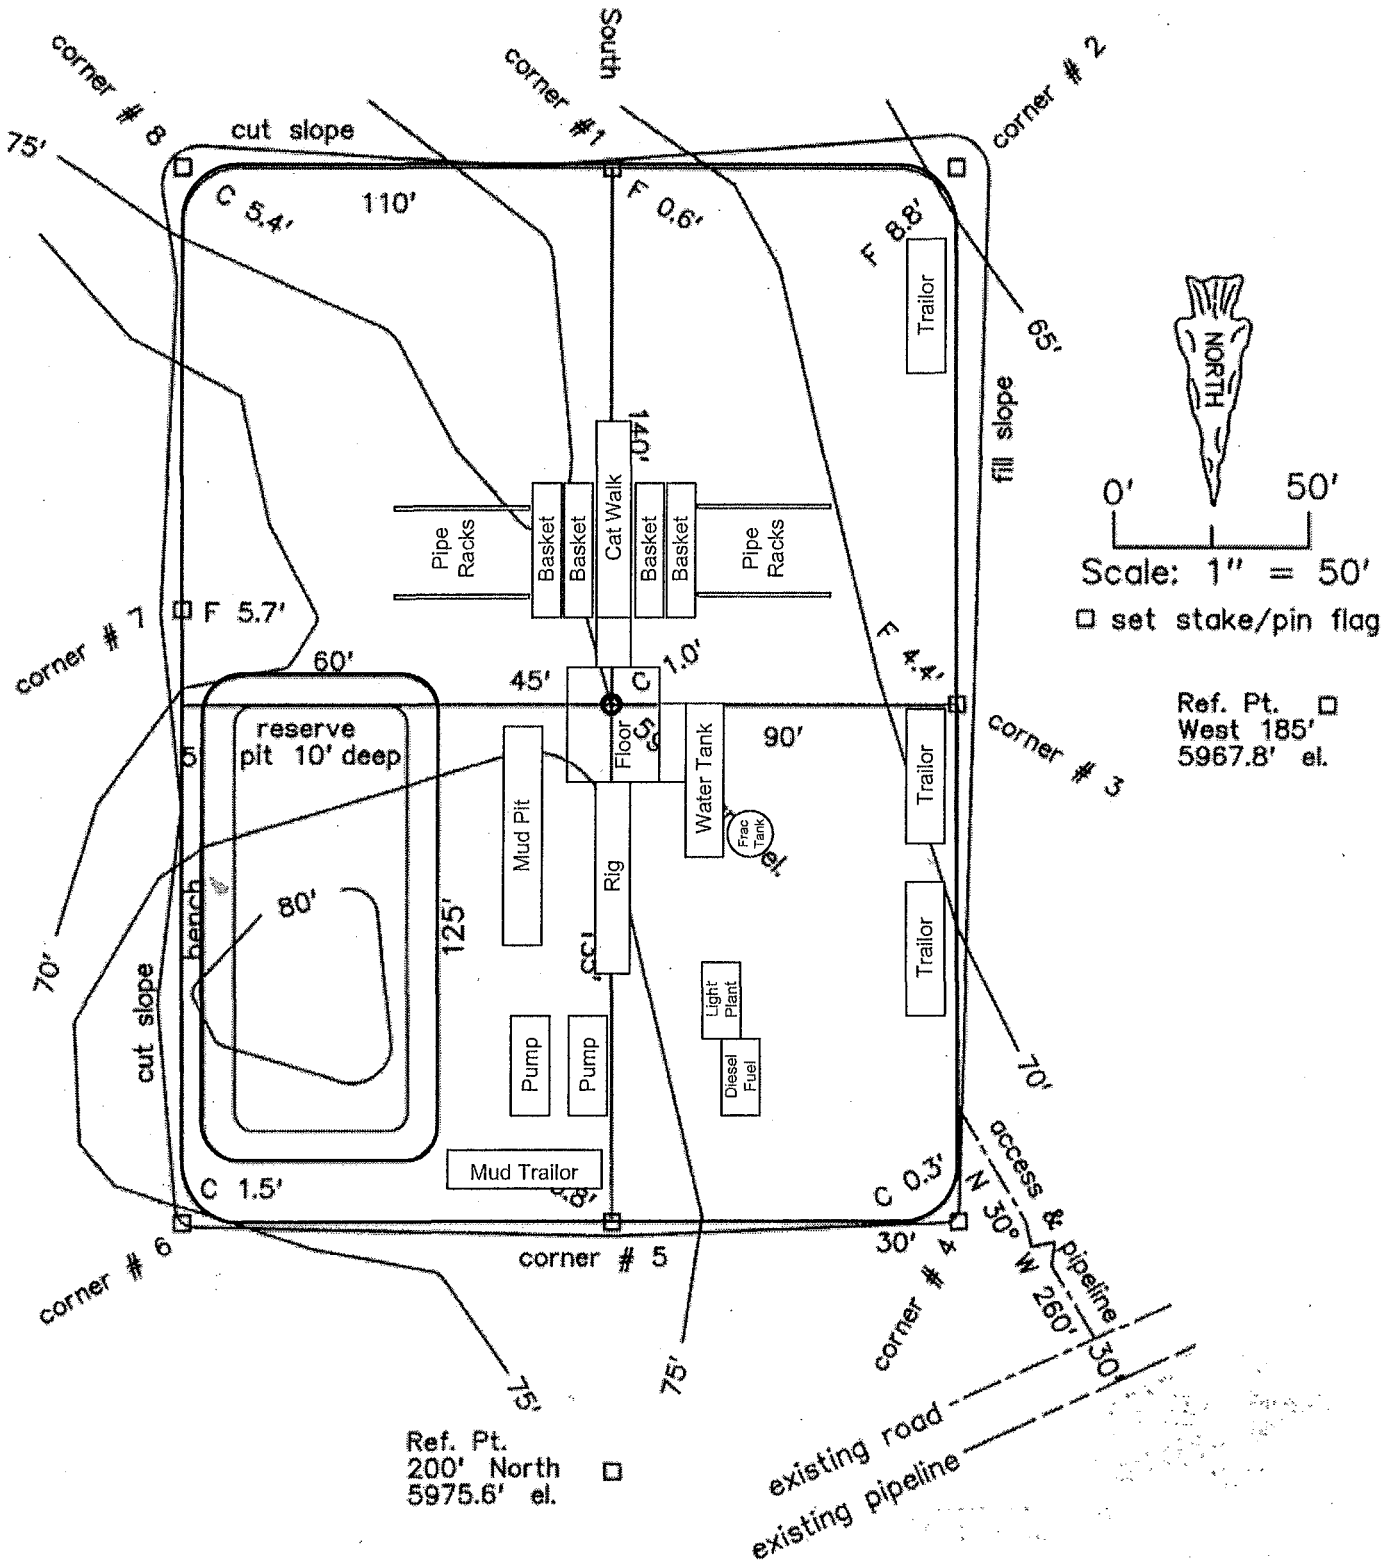 South
corner # 8
corner #1
corner # 2
cut slope
75'
C 5.4'
110'
F 0.6'
F 8.8'
Trailor
65'
NORTH
fill slope
140'
0' 50'
Scale: 1" = 50'
set stake/pin flag
Pipe
Racks
Basket
Basket
Cat Walk
Basket
Basket
Pipe
Racks
corner # 7
F 5.7'
F 4.4'
60'
45'
C 1.0'
Ref. Pt.
West 185'
5967.8' el.
reserve
pit 10' deep
5'
Floor
90'
corner # 3
Mud Pit
Water Tank
Trailor
Frac
Tank
el.
Rig
80'
bench
125'
Trailor
70'
cut slope
Light
Plant
Pump
Pump
Diesel
Fuel
70'
access & pipeline
N 30° W 260'
C 1.5'
Mud Trailor
C 0.3'
30'
corner # 6
corner # 5
corner # 4
30'
75'
75'
existing road
existing pipeline
Ref. Pt.
200' North
5975.6' el.